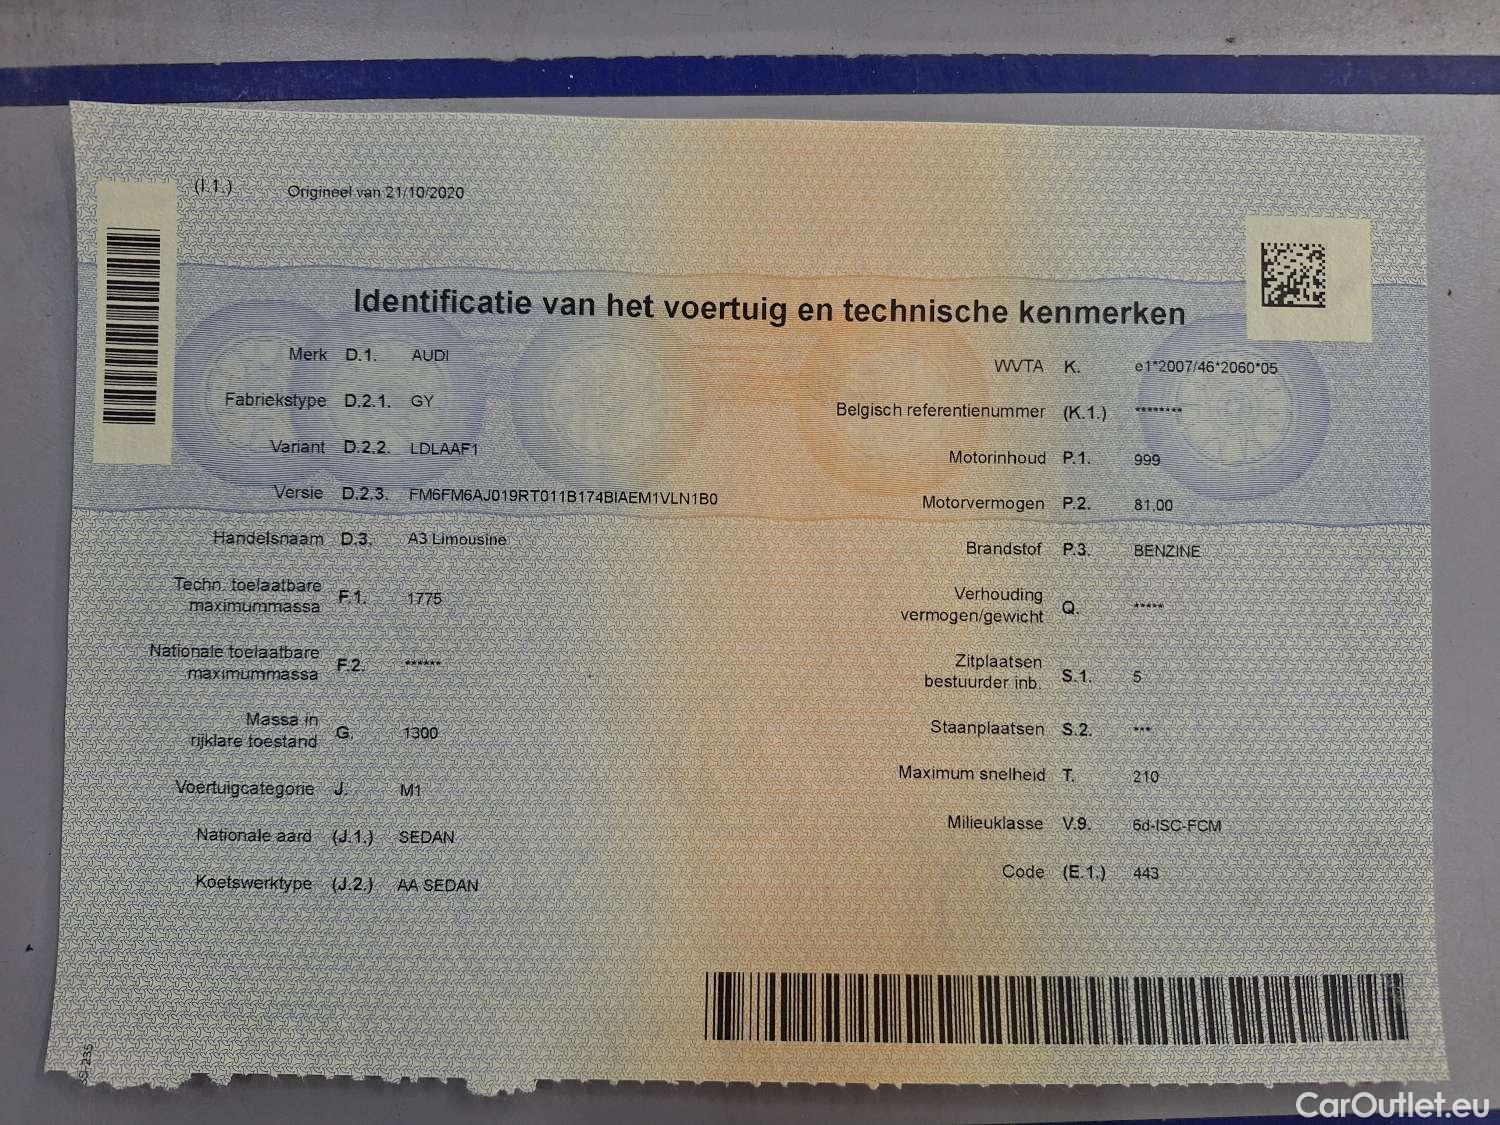 (I.1.) Origineel van 21/10/2020
Identificatie van het voertuig en technische kenmerken
Merk D.1. AUDI
Fabriekstype D.2.1. GY
Variant D.2.2. LDLAAF1
Versie D.2.3. FM6FM6AJ019RT011B174BIAEM1VLN1B0
Handelsnaam D.3. A3 Limousine
Techn. toelaatbare
maximummassa F.1. 1775
Nationale toelaatbare
maximummassa F.2. ******
Massa in
rijklare toestand G. 1300
Voertuigcategorie J. M1
Nationale aard (J.1.) SEDAN
Koetswerktype (J.2.) AA SEDAN
WVTA K. e1*2007/46*2060*05
Belgisch referentienummer (K.1.) ********
Motorinhoud P.1. 999
Motorvermogen P.2. 81.00
Brandstof P.3. BENZINE
Verhouding
vermogen/gewicht Q. *****
Zitplaatsen
bestuurder inb. S.1. 5
Staanplaatsen S.2. ***
Maximum snelheid T. 210
Milieuklasse V.9. 6d-ISC-FCM
Code (E.1.) 443
CarOutlet.eu